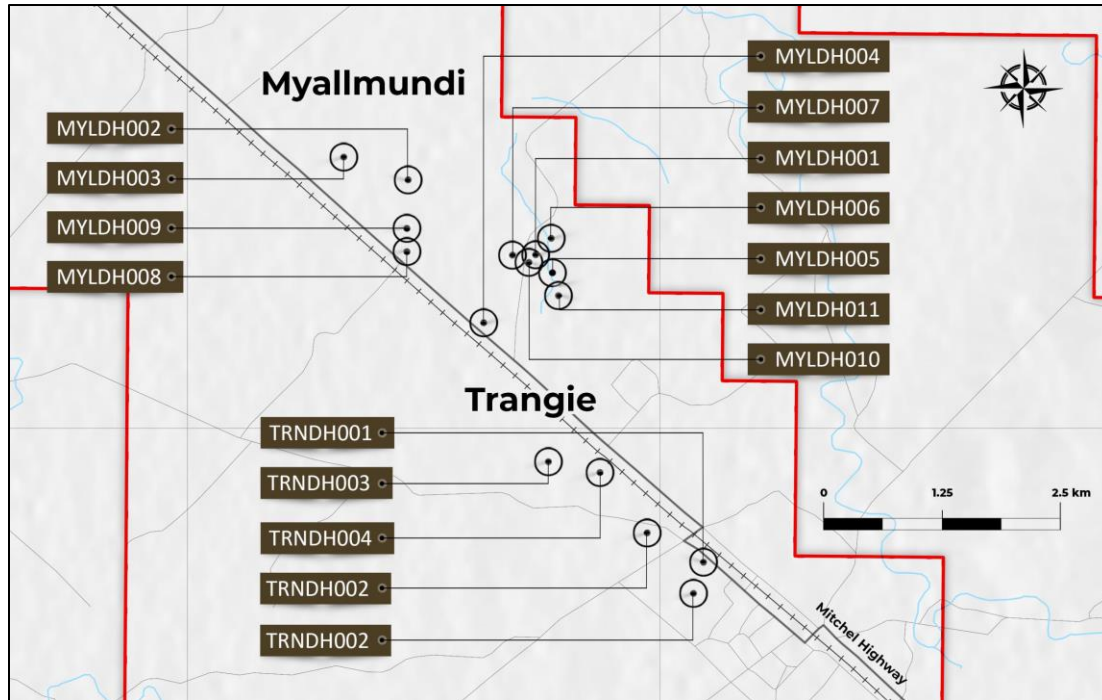 Myallmundi
MYLDH002
MYLDH003
MYLDH009
MYLDH008
MYLDH004
MYLDH007
MYLDH001
MYLDH006
MYLDH005
MYLDH011
MYLDH010
Trangie
TRNDH001
TRNDH003
TRNDH004
TRNDH002
TRNDH002
0 1.25 2.5 km
Mitchel Highway